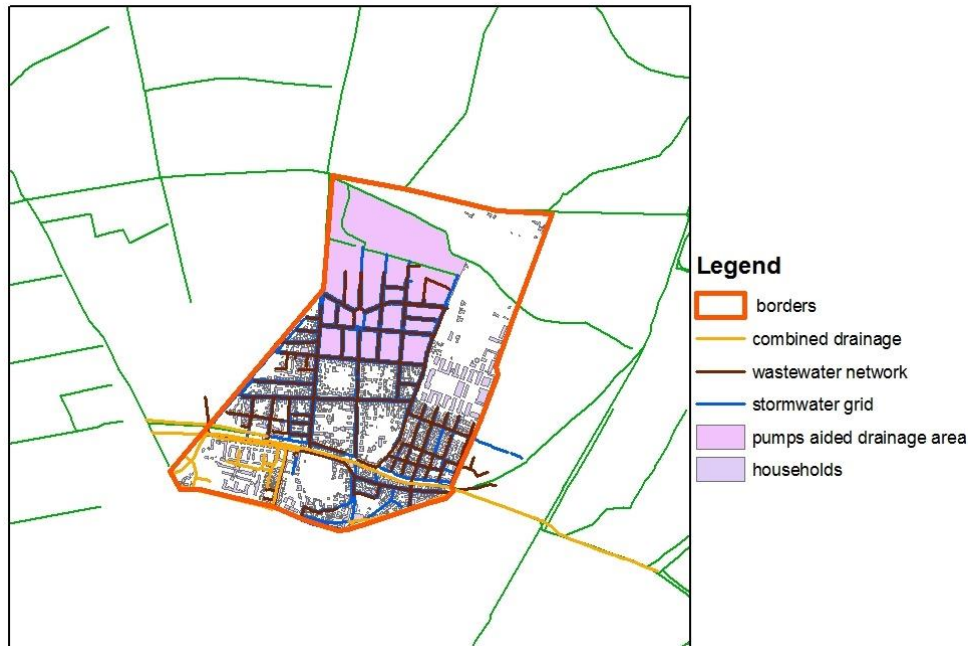 Legend
borders
combined drainage
wastewater network
stormwater grid
pumps aided drainage area
households